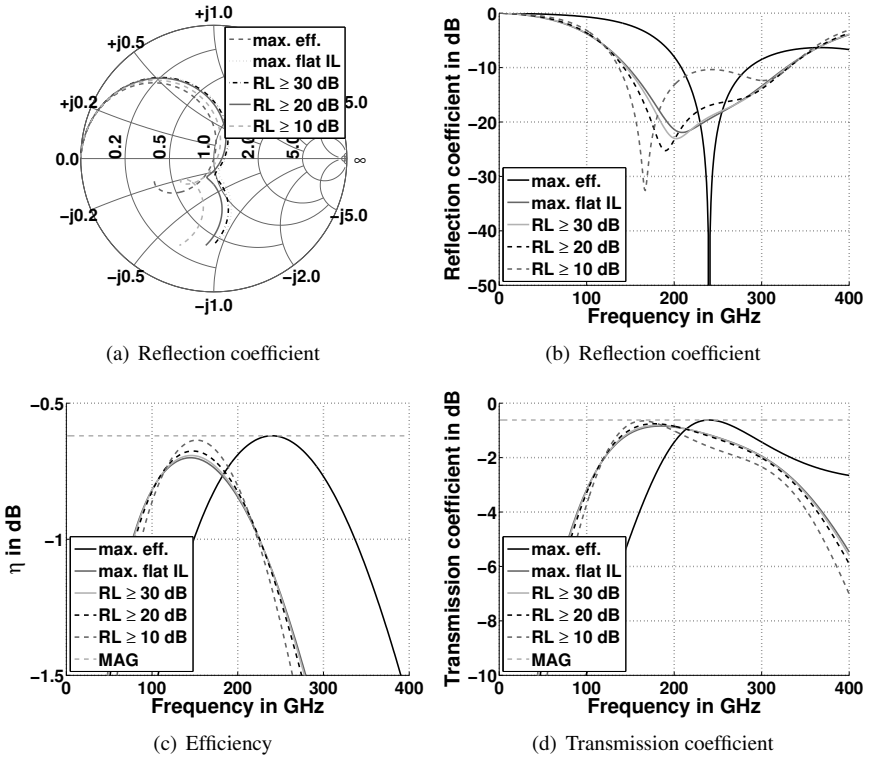 +j1.0
+j0.5
+j0.2
0.0
0.2
0.5
1.0
2.0
5.0
5.0
∞
−j0.2
−j5.0
−j0.5
−j2.0
−j1.0
max. eff.
max. flat IL
RL ≥ 30 dB
RL ≥ 20 dB
RL ≥ 10 dB
(a) Reflection coefficient
Reflection coefficient in dB
0
−10
−20
−30
−40
−50
max. eff.
max. flat IL
RL ≥ 30 dB
RL ≥ 20 dB
RL ≥ 10 dB
0 100 200 300 400
Frequency in GHz
(b) Reflection coefficient
η in dB
−0.5
−1
−1.5
max. eff.
max. flat IL
RL ≥ 30 dB
RL ≥ 20 dB
RL ≥ 10 dB
MAG
0 100 200 300 400
Frequency in GHz
(c) Efficiency
Transmission coefficient in dB
0
−2
−4
−6
−8
−10
max. eff.
max. flat IL
RL ≥ 30 dB
RL ≥ 20 dB
RL ≥ 10 dB
MAG
0 100 200 300 400
Frequency in GHz
(d) Transmission coefficient